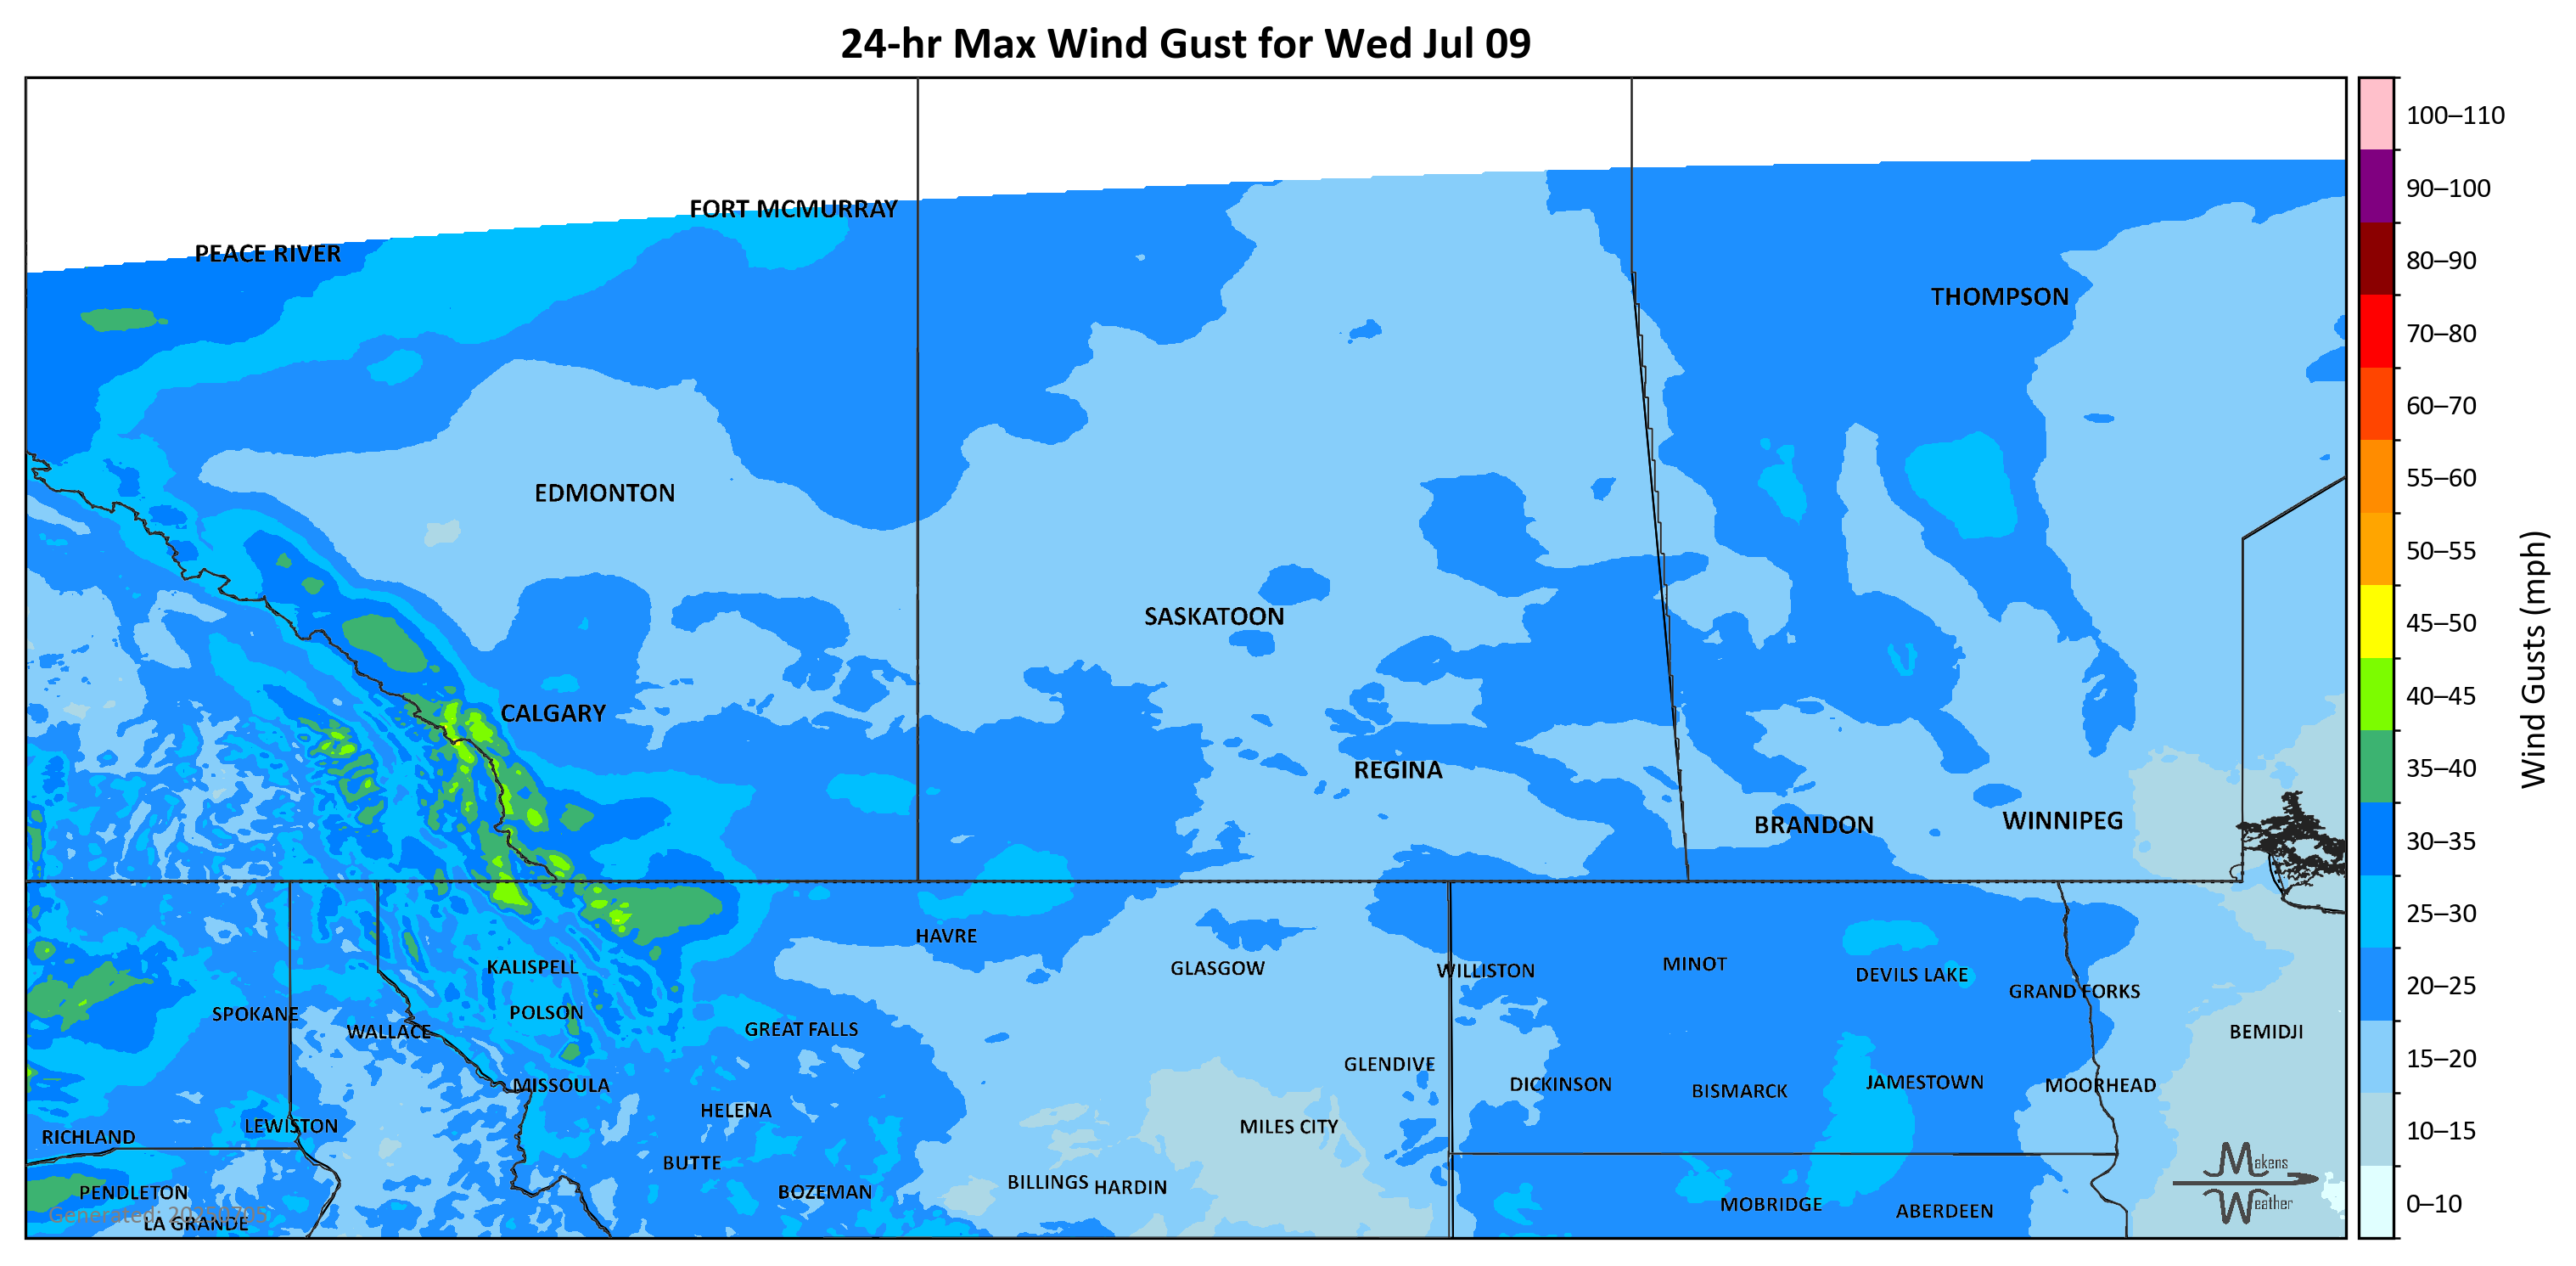 24-hr Max Wind Gust for Wed Jul 09
100–110
90–100
80–90
70–80
60–70
55–60
50–55
45–50
40–45
35–40
30–35
25–30
20–25
15–20
10–15
0–10
Wind Gusts (mph)
FORT MCMURRAY
PEACE RIVER
THOMPSON
EDMONTON
SASKATOON
CALGARY
REGINA
BRANDON
WINNIPEG
HAVRE
KALISPELL
GLASGOW
WILLISTON
MINOT
DEVILS LAKE
GRAND FORKS
SPOKANE
POLSON
WALLACE
GREAT FALLS
BEMIDJI
GLENDIVE
MISSOULA
DICKINSON
BISMARCK
JAMESTOWN
MOORHEAD
HELENA
LEWISTON
MILES CITY
RICHLAND
BUTTE
BILLINGS
HARDIN
PENDLETON
BOZEMAN
MOBRIDGE
ABERDEEN
Generated: 20250705
LA GRANDE
Makens
Weather